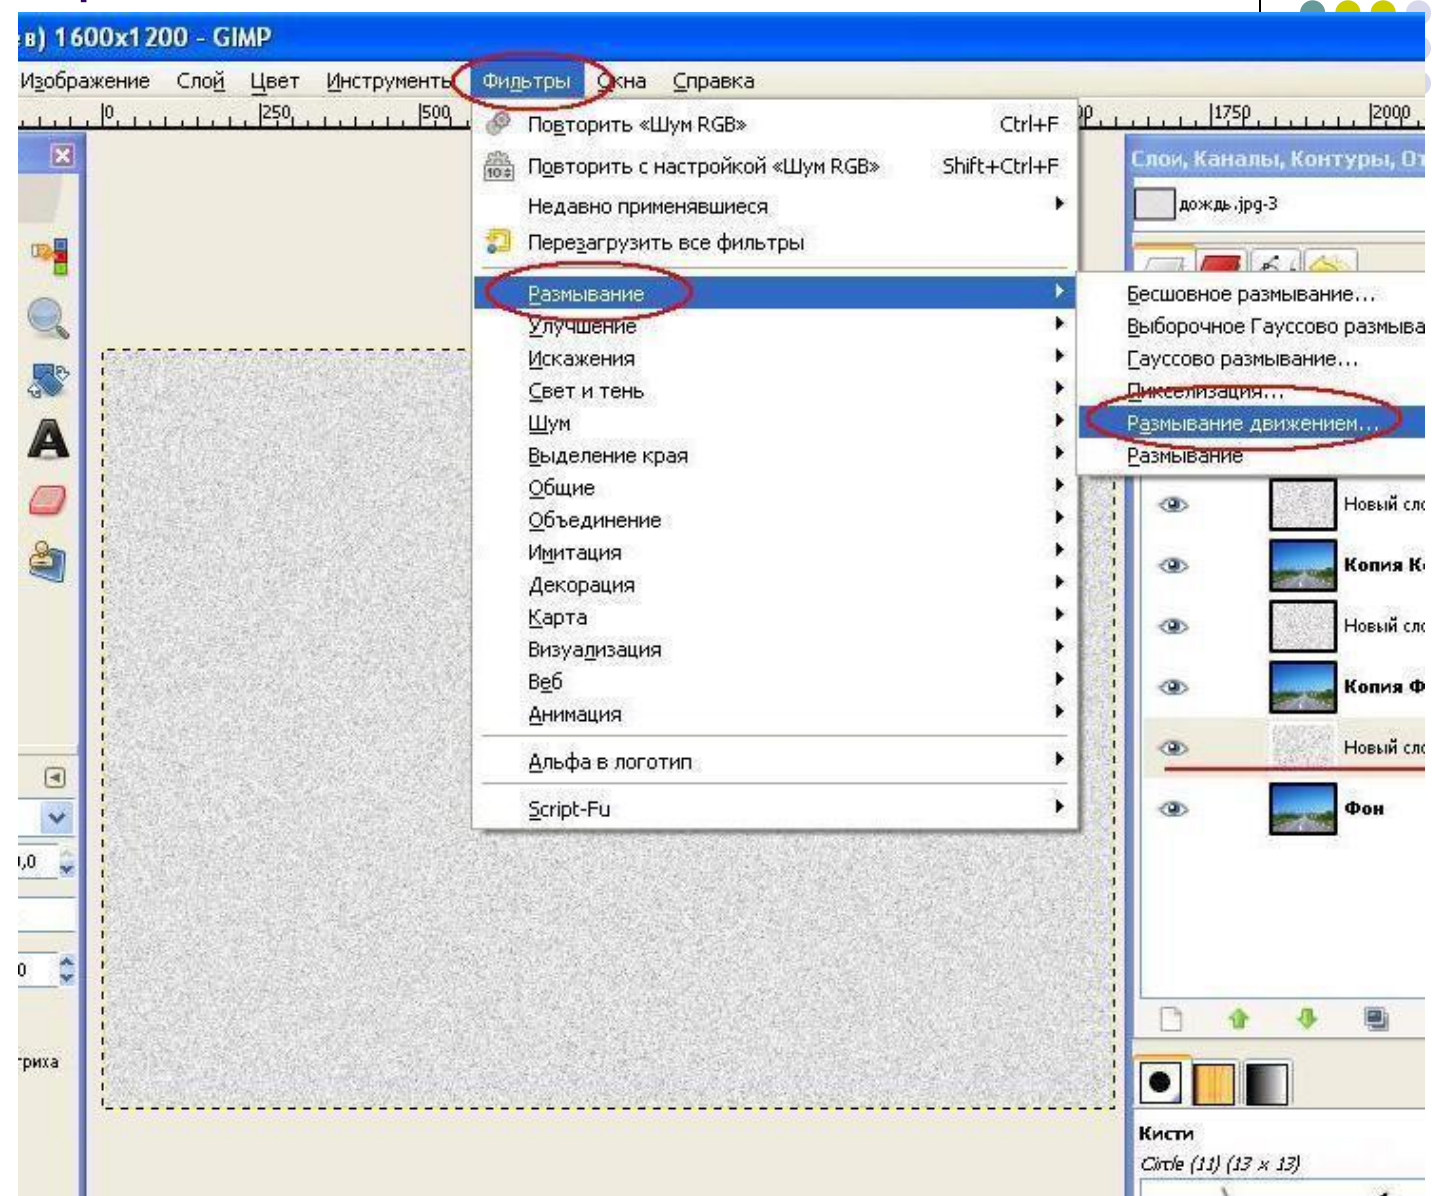 в) 1600x1200 - GIMP
Изображение Слой Цвет Инструменты Фильтры Окна Справка
0 250 500 1750 2000
Повторить «Шум RGB» Ctrl+F
Повторить с настройкой «Шум RGB» Shift+Ctrl+F
Недавно применявшиеся
Перезагрузить все фильтры
Размывание
Улучшение
Искажения
Свет и тень
Шум
Выделение края
Общие
Объединение
Имитация
Декорация
Карта
Визуализация
Веб
Анимация
Альфа в логотип
Script-Fu
Слои, Каналы, Контуры, От
дождь.jpg-3
Бесшовное размывание...
Выборочное Гауссово размыва
Гауссово размывание...
Пикселизация...
Размывание движением...
Размывание
Новый сло
Копия К
Новый сло
Копия Ф
Новый сло
Фон
,0
0
триха
Кисти
Circle (11) (13 x 13)